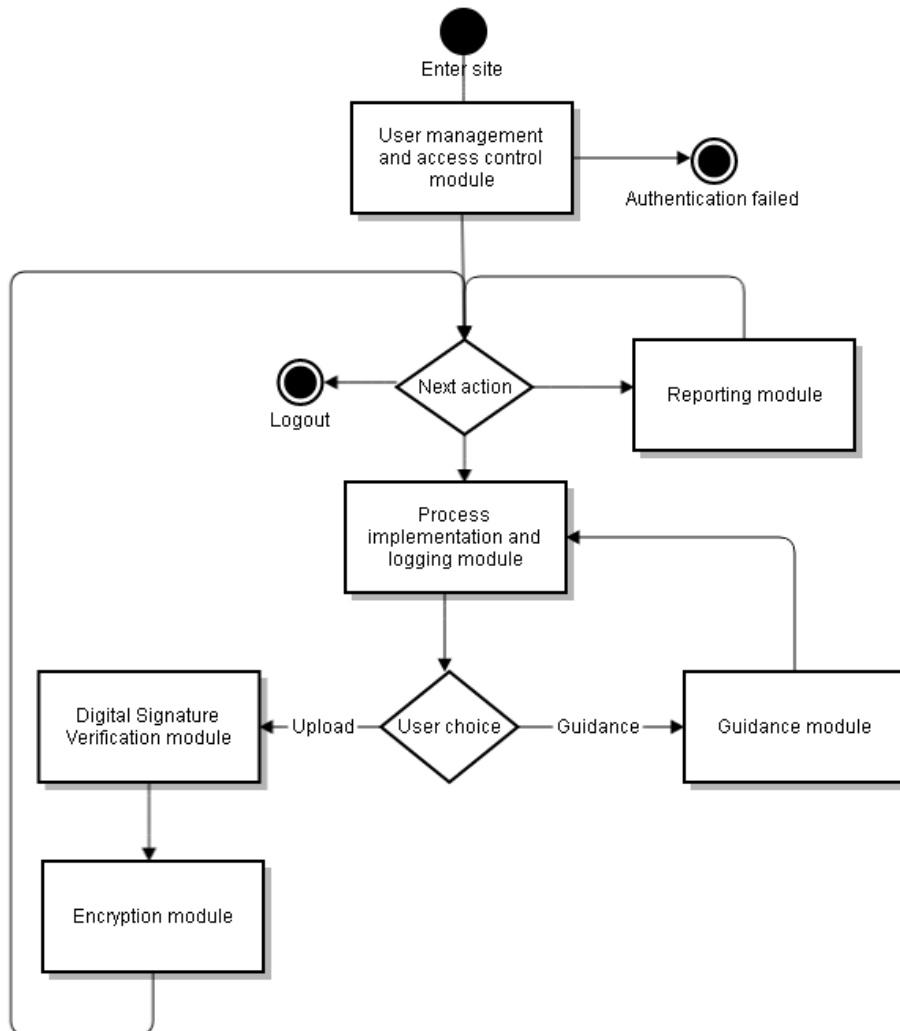 Enter site
User management
and access control
module
Authentication failed
Next action
Reporting module
Logout
Process
implementation and
logging module
Digital Signature
Verification module
Upload
User choice
Guidance
Guidance module
Encryption module